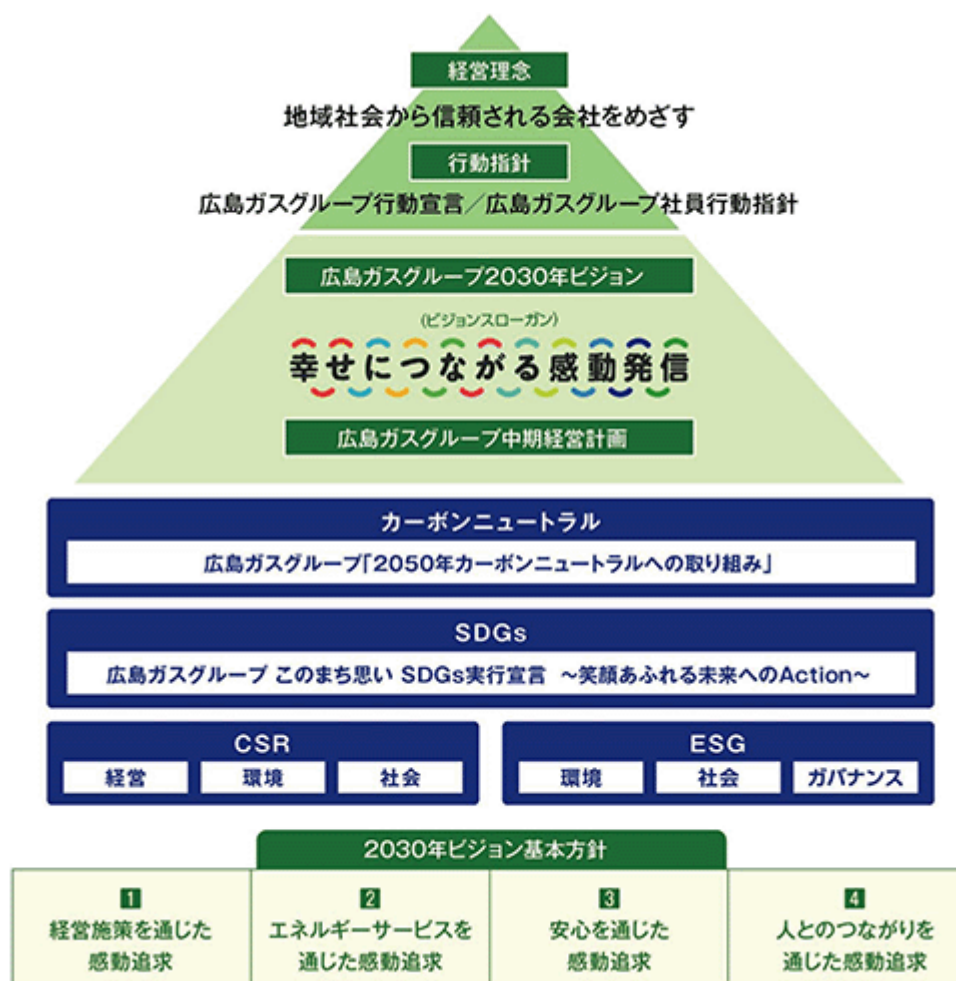 経営理念
地域社会から信頼される会社をめざす
行動指針
広島ガスグループ行動宣言／広島ガスグループ社員行動指針
広島ガスグループ2030年ビジョン
(ビジョンスローガン)
幸せにつながる感動発信
広島ガスグループ中期経営計画
カーボンニュートラル
広島ガスグループ「2050年カーボンニュートラルへの取り組み」
SDGs
広島ガスグループ このまち思い SDGs実行宣言 ～笑顔あふれる未来へのAction～
CSR
経営 環境 社会
ESG
環境 社会 ガバナンス
2030年ビジョン基本方針
1
経営施策を通じた
感動追求
2
エネルギーサービスを
通じた感動追求
3
安心を通じた
感動追求
4
人とのつながりを
通じた感動追求